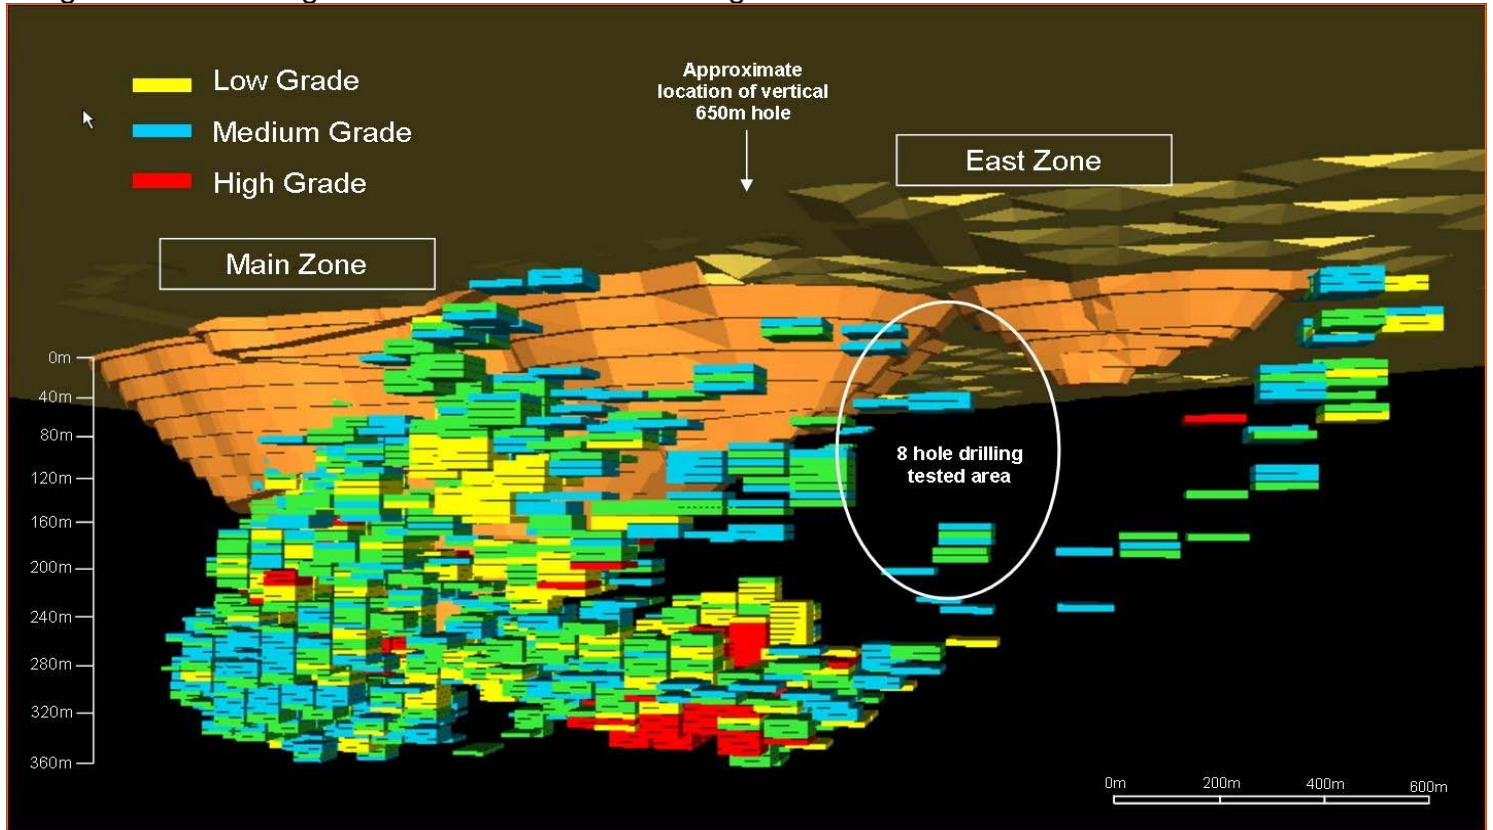 Low Grade
Medium Grade
High Grade
Approximate
location of vertical
650m hole
East Zone
Main Zone
0m
40m
80m
120m
160m
200m
240m
280m
320m
360m
8 hole drilling
tested area
0m 200m 400m 600m